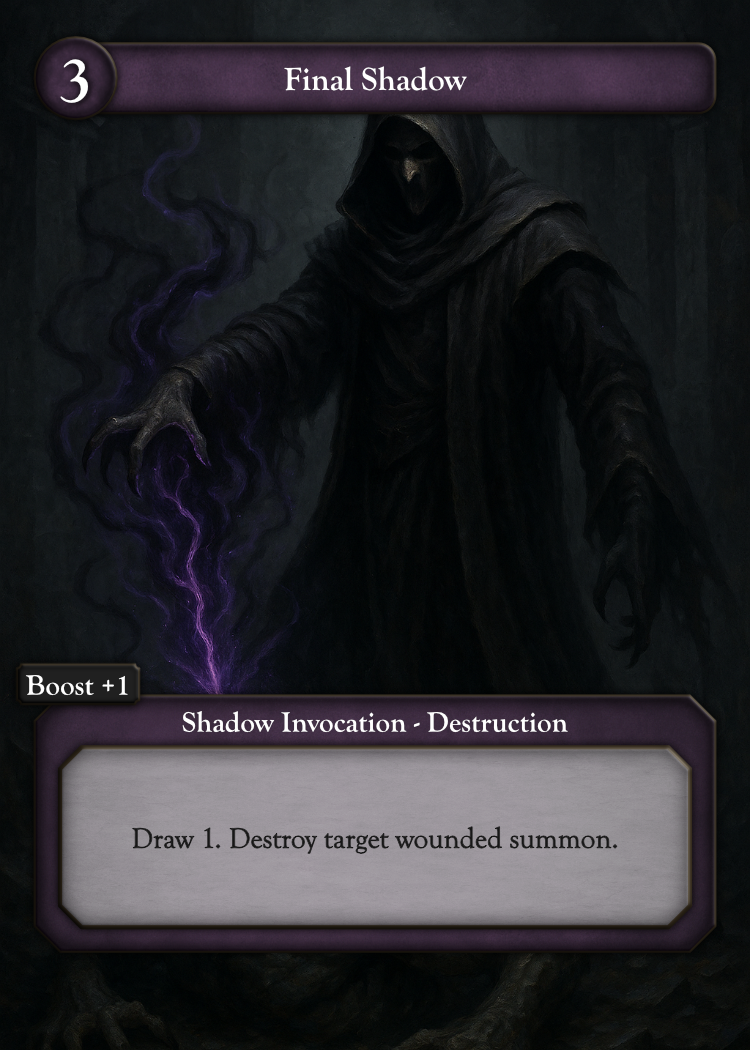 3
Final Shadow
Boost +1
Shadow Invocation - Destruction
Draw 1. Destroy target wounded summon.